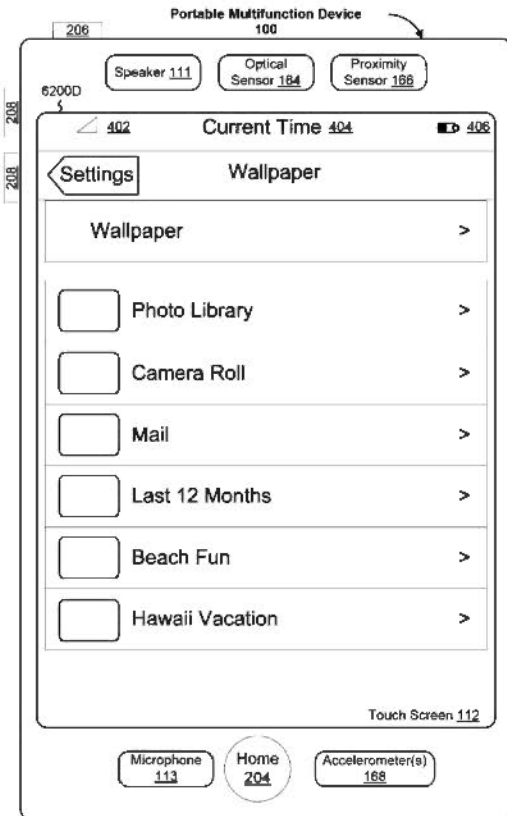 Portable Multifunction Device
100
206
Speaker 111
Optical
Sensor 164
Proximity
Sensor 166
6200D
208
208
402
Current Time 404
406
Settings
Wallpaper
Wallpaper >
Photo Library >
Camera Roll >
Mail >
Last 12 Months >
Beach Fun >
Hawaii Vacation >
Touch Screen 112
Microphone
113
Home
204
Accelerometer(s)
168